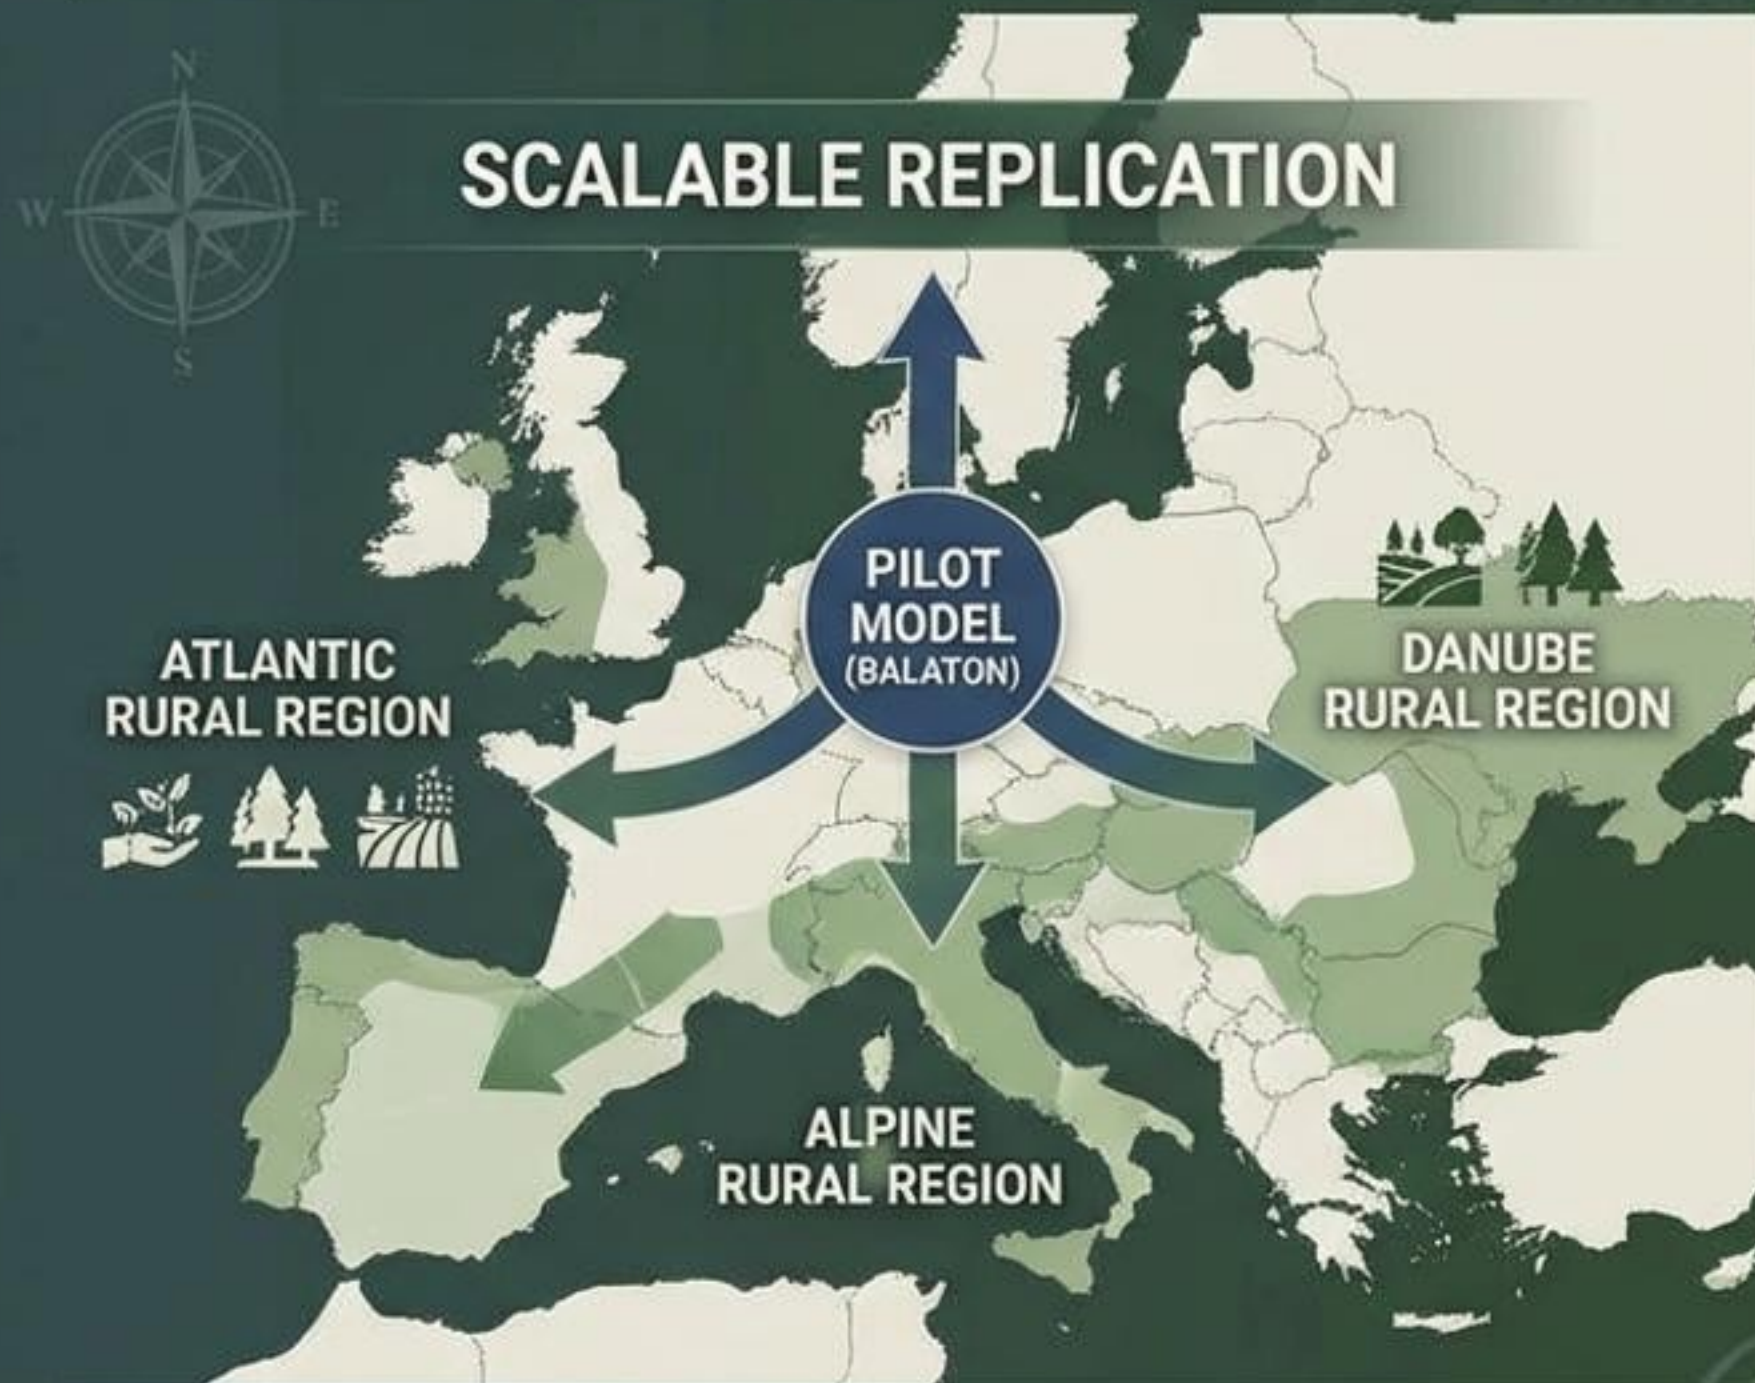 N
W
E
S
SCALABLE REPLICATION
PILOT
MODEL
(BALATON)
ATLANTIC
RURAL REGION
DANUBE
RURAL REGION
ALPINE
RURAL REGION